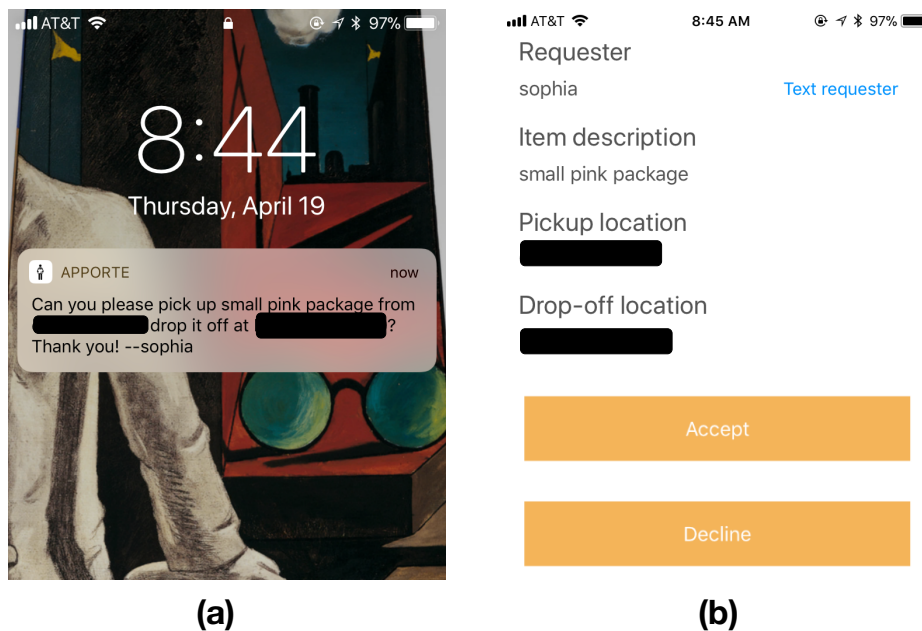 AT&T 97%
8:44
Thursday, April 19
APPORTE now
Can you please pick up small pink package from
drop it off at ?
Thank you! --sophia
(a)
AT&T 8:45 AM 97%
Requester
sophia Text requester
Item description
small pink package
Pickup location
Drop-off location
Accept
Decline
(b)